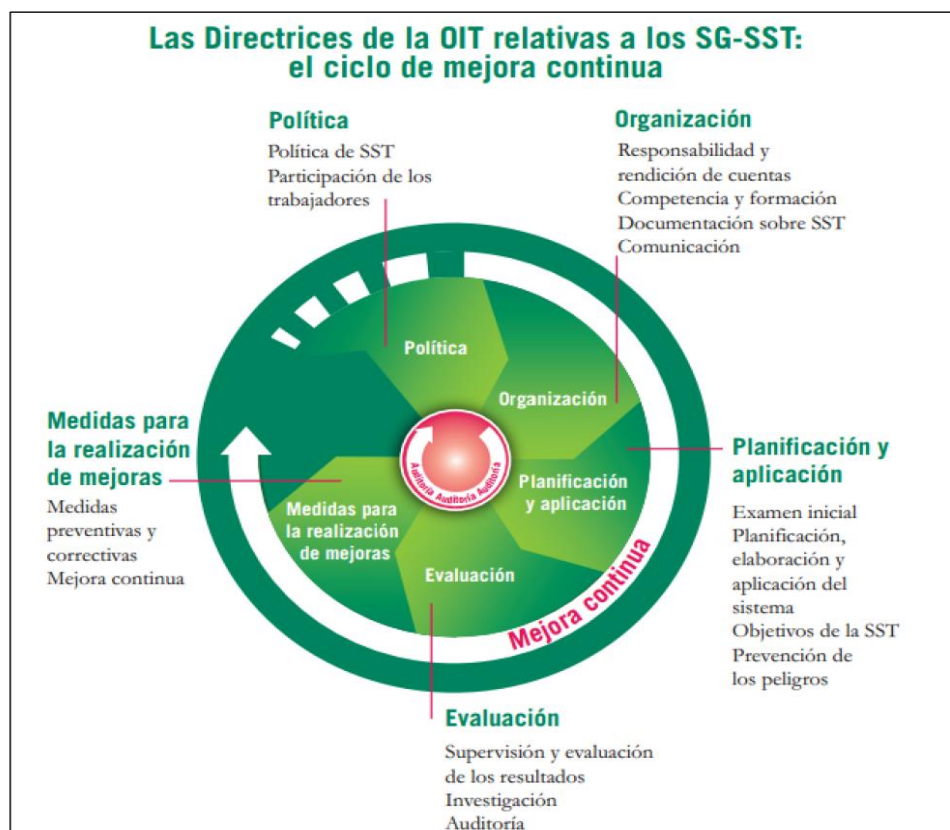 Las Directrices de la OIT relativas a los SG-SST:
el ciclo de mejora continua
Política
Política de SST
Participación de los
trabajadores
Organización
Responsabilidad y
rendición de cuentas
Competencia y formación
Documentación sobre SST
Comunicación
Política
Organización
Planificación
y aplicación
Evaluación
Medidas para
la realización
de mejoras
Auditoría Auditoría Auditoría
Mejora continua
Medidas para
la realización
de mejoras
Medidas
preventivas y
correctivas
Mejora continua
Planificación y
aplicación
Examen inicial
Planificación,
elaboración y
aplicación del
sistema
Objetivos de la SST
Prevención de
los peligros
Evaluación
Supervisión y evaluación
de los resultados
Investigación
Auditoría